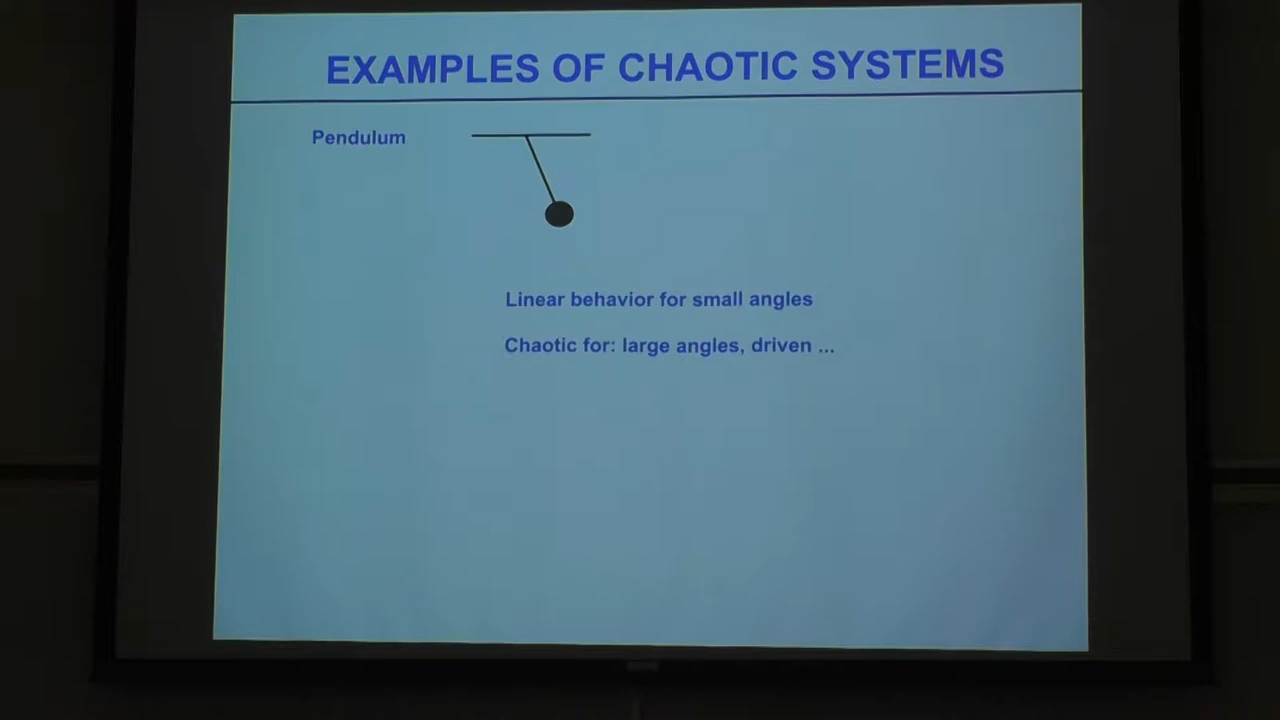 EXAMPLES OF CHAOTIC SYSTEMS
Pendulum
Linear behavior for small angles
Chaotic for: large angles, driven ...